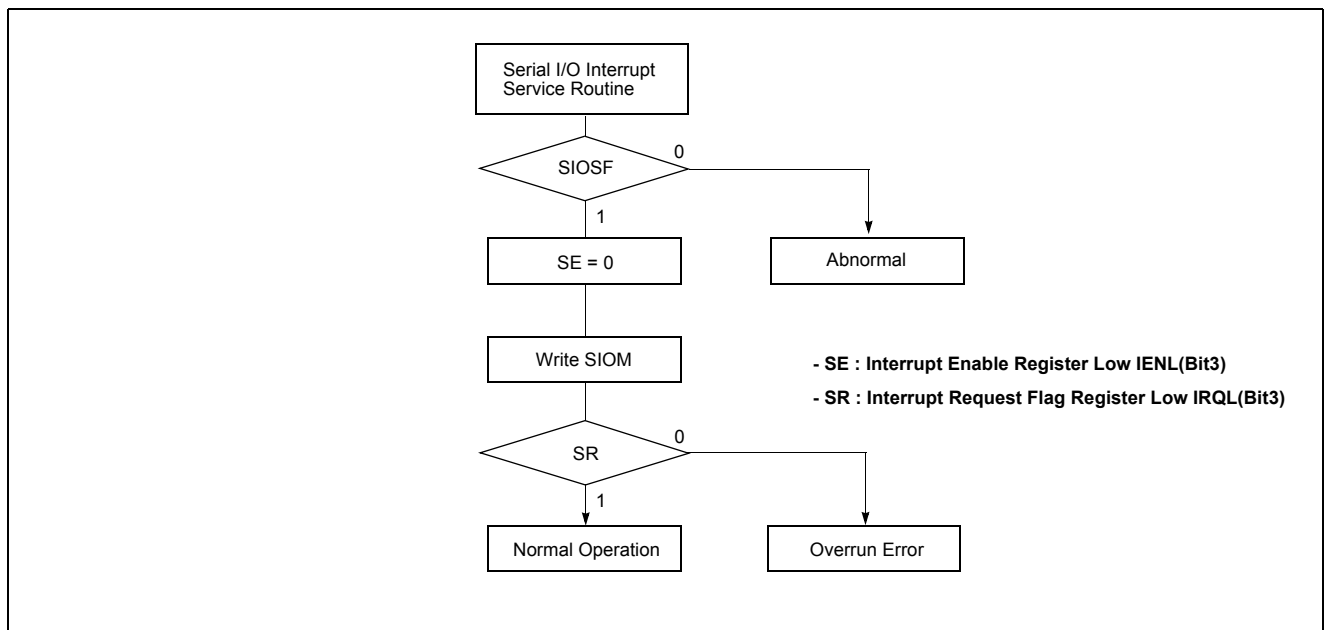 Serial I/O Interrupt
Service Routine
SIOSF
0
1
SE = 0
Abnormal
Write SIOM
- SE : Interrupt Enable Register Low IENL(Bit3)
- SR : Interrupt Request Flag Register Low IRQL(Bit3)
SR
0
1
Normal Operation
Overrun Error